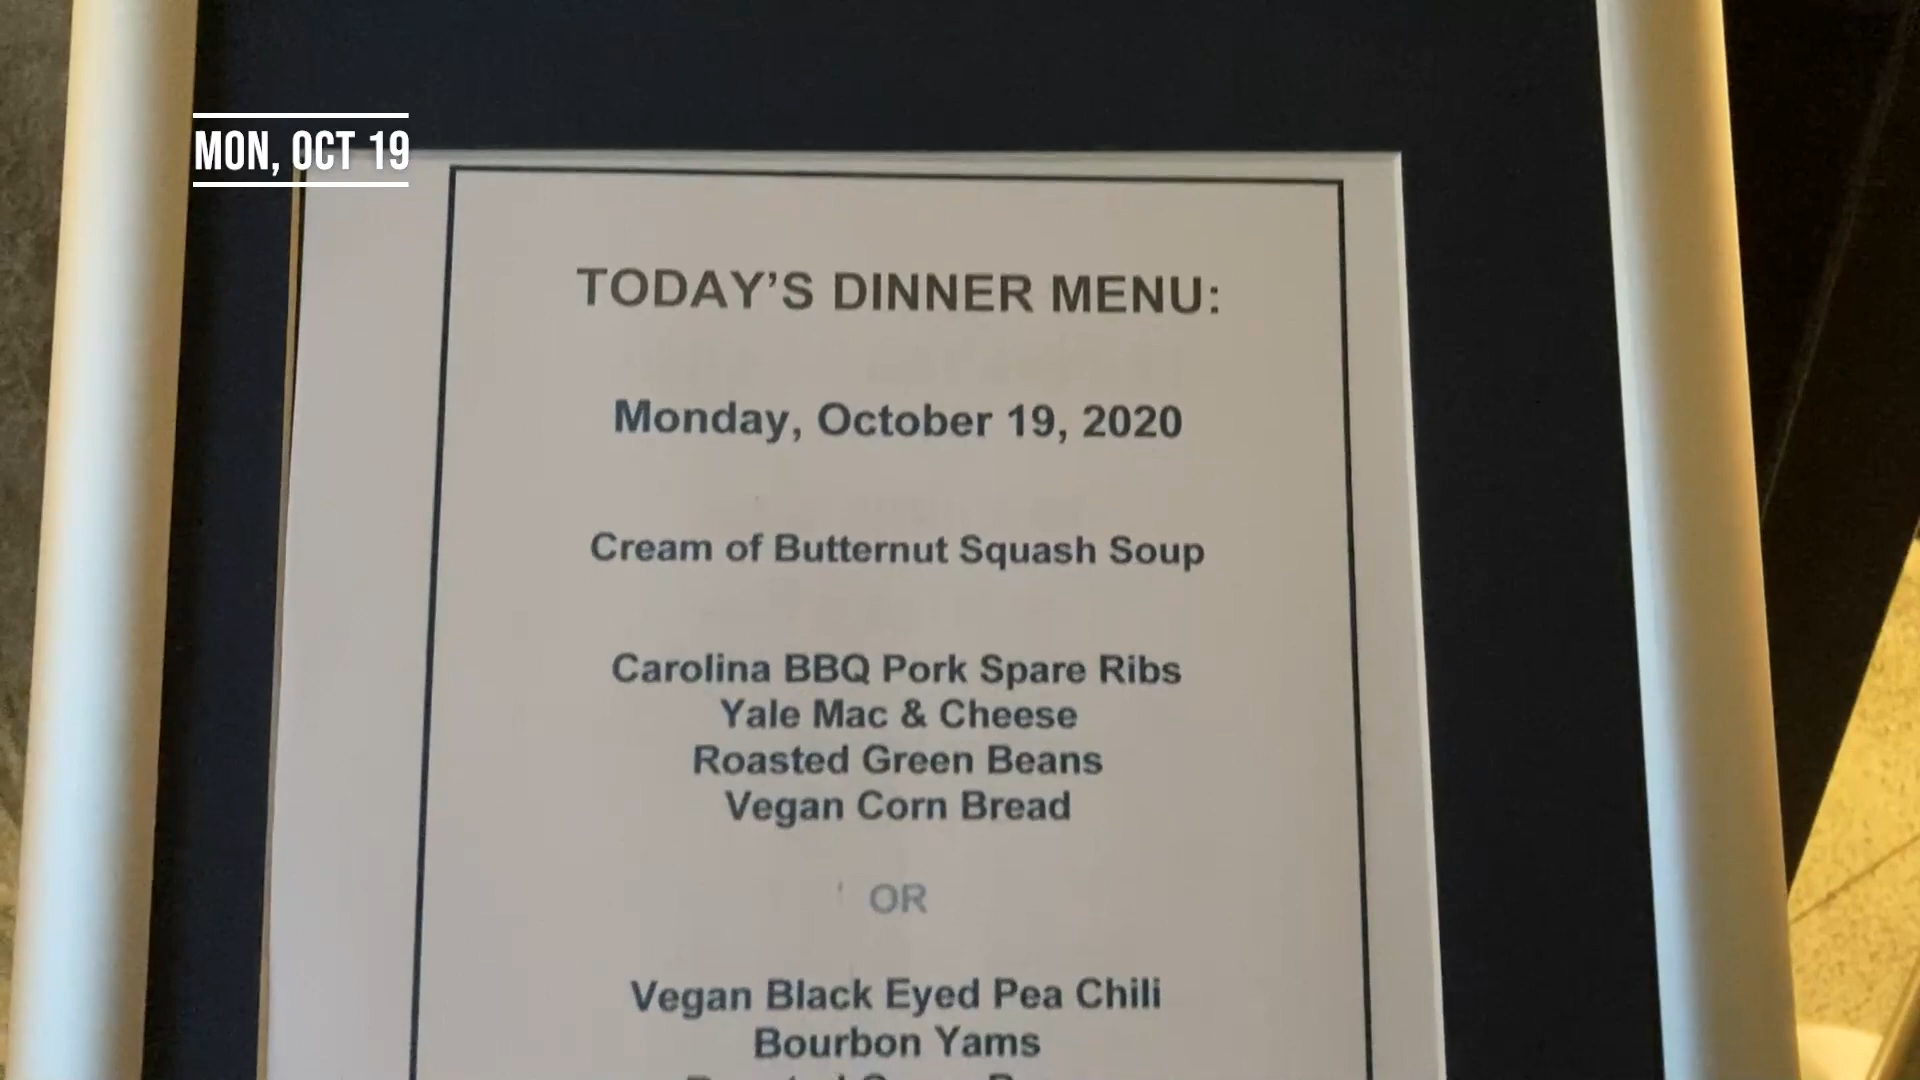 MON, OCT 19
TODAY'S DINNER MENU:
Monday, October 19, 2020
Cream of Butternut Squash Soup
Carolina BBQ Pork Spare Ribs
Yale Mac & Cheese
Roasted Green Beans
Vegan Corn Bread
OR
Vegan Black Eyed Pea Chili
Bourbon Yams